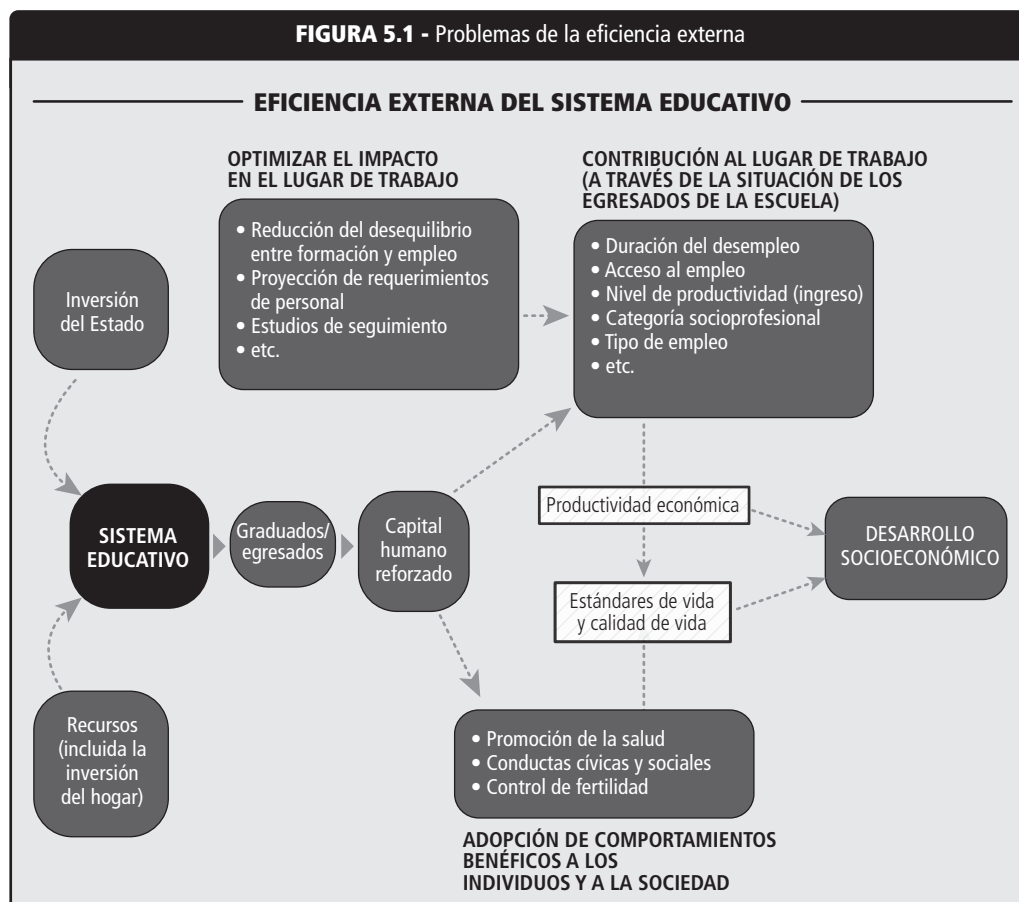 FIGURA 5.1 - Problemas de la eficiencia externa
EFICIENCIA EXTERNA DEL SISTEMA EDUCATIVO
OPTIMIZAR EL IMPACTO
EN EL LUGAR DE TRABAJO
• Reducción del desequilibrio
entre formación y empleo
• Proyección de requerimientos
de personal
• Estudios de seguimiento
• etc.
CONTRIBUCIÓN AL LUGAR DE TRABAJO
(A TRAVÉS DE LA SITUACIÓN DE LOS
EGRESADOS DE LA ESCUELA)
• Duración del desempleo
• Acceso al empleo
• Nivel de productividad (ingreso)
• Categoría socioprofesional
• Tipo de empleo
• etc.
Inversión
del Estado
SISTEMA
EDUCATIVO
Graduados/
egresados
Capital
humano
reforzado
Productividad económica
Estándares de vida
y calidad de vida
DESARROLLO
SOCIOECONÓMICO
Recursos
(incluida la
inversión
del hogar)
• Promoción de la salud
• Conductas cívicas y sociales
• Control de fertilidad
ADOPCIÓN DE COMPORTAMIENTOS
BENÉFICOS A LOS
INDIVIDUOS Y A LA SOCIEDAD